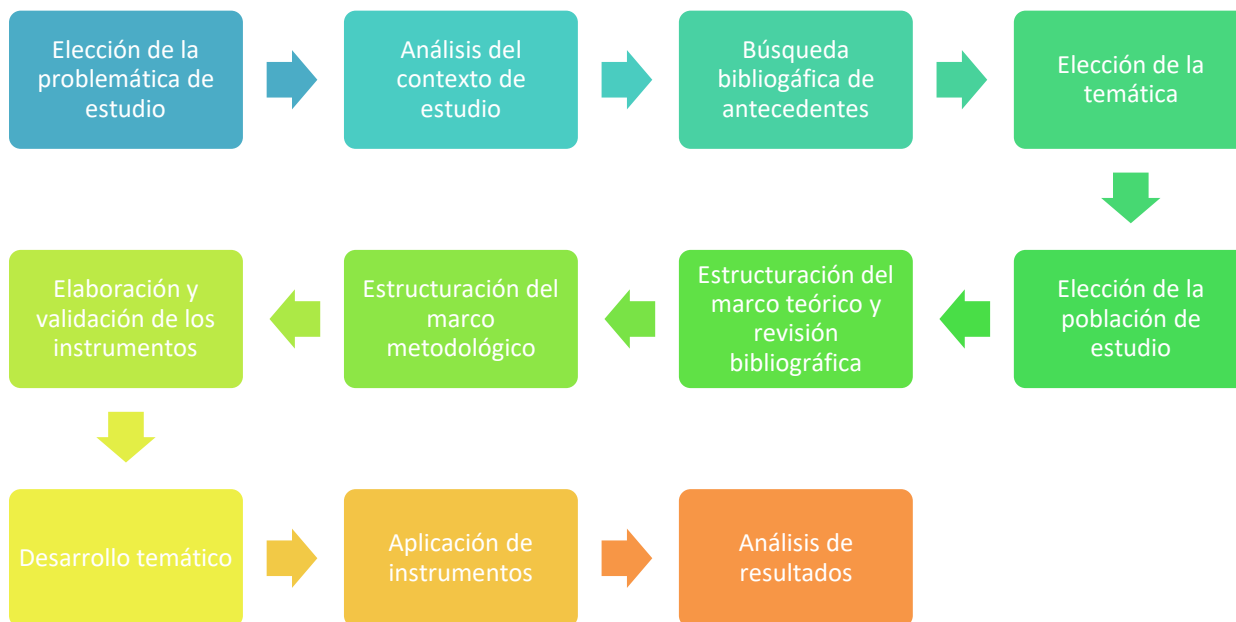 Elección de la
problemática de
estudio
Análisis del
contexto de
estudio
Búsqueda
bibliogáfica de
antecedentes
Elección de la
temática
Elección de la
población de
estudio
Estructuración del
marco teórico y
revisión
bibliográfica
Estructuración del
marco
metodológico
Elaboración y
validación de los
instrumentos
Desarrollo temático
Aplicación de
instrumentos
Análisis de
resultados